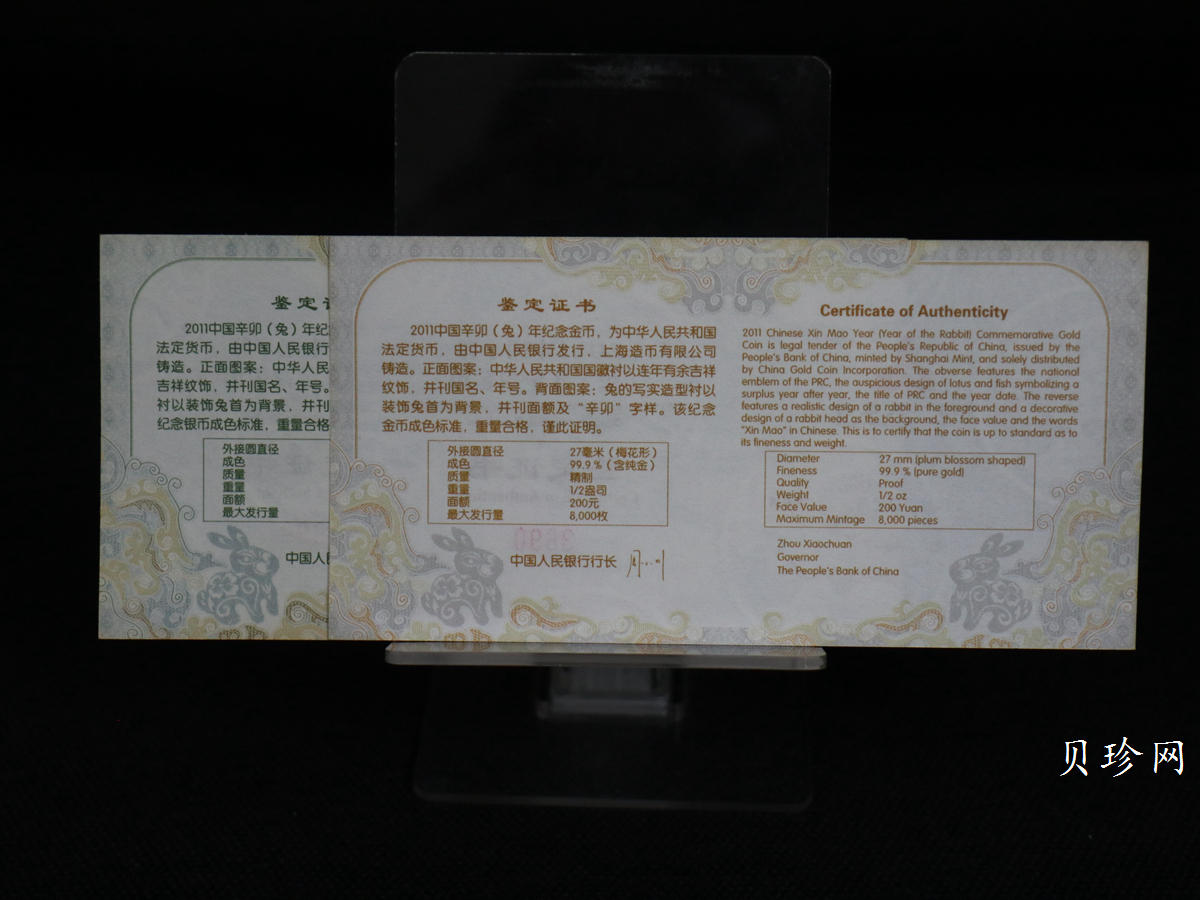 鉴定证
2011中国辛卯（兔）年纪
法定货币，由中国人民银行
铸造。正面图案：中华人民
吉祥纹饰，并刊国名、年号。
衬以装饰兔首为背景，并刊
纪念银币成色标准，重量合格
外接圆直径
成色
质量
重量
面额
最大发行量
中国人民
鉴定证书
2011中国辛卯（兔）年纪念金币，为中华人民共和国
法定货币，由中国人民银行发行，上海造币有限公司
铸造。正面图案：中华人民共和国国徽衬以连年有余吉祥
纹饰，并刊国名、年号。背面图案：兔的写实造型衬以
装饰兔首为背景，并刊面额及“辛卯”字样。该纪念
金币成色标准，重量合格，谨此证明。
外接圆直径 27毫米（梅花形）
成色 99.9％（含纯金）
质量 精制
重量 1/2盎司
面额 200元
最大发行量 8,000枚
中国人民银行行长
Certificate of Authenticity
2011 Chinese Xin Mao Year (Year of the Rabbit) Commemorative Gold
Coin is legal tender of the People's Republic of China, issued by the
People's Bank of China, minted by Shanghai Mint, and solely distributed
by China Gold Coin Incorporation. The obverse features the national
emblem of the PRC, the auspicious design of lotus and fish symbolizing a
surplus year after year, the title of PRC and the year date. The reverse
features a realistic design of a rabbit in the foreground and a decorative
design of a rabbit head as the background, the face value and the words
"Xin Mao" in Chinese. This is to certify that the coin is up to standard as to
its fineness and weight.
Diameter 27 mm (plum blossom shaped)
Fineness 99.9 % (pure gold)
Quality Proof
Weight 1/2 oz
Face Value 200 Yuan
Maximum Mintage 8,000 pieces
Zhou Xiaochuan
Governor
The People's Bank of China
贝珍网